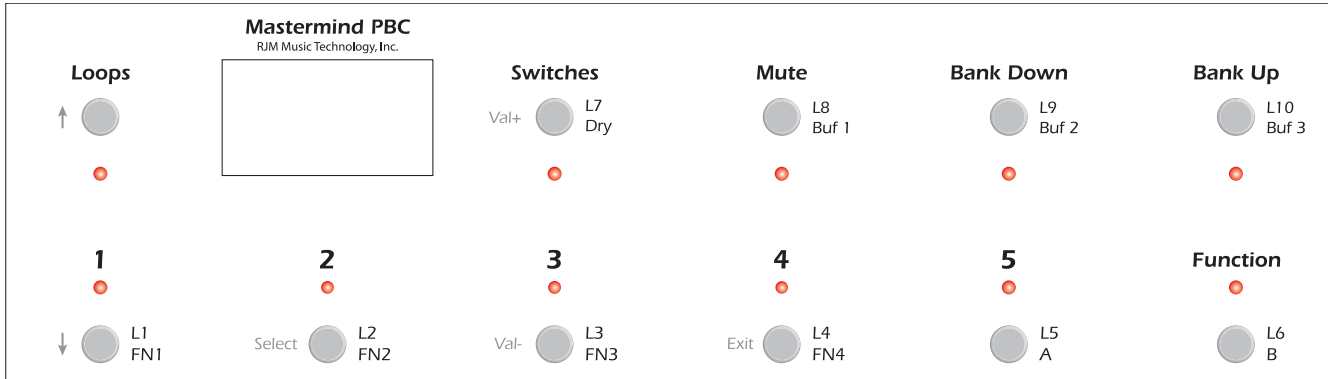 Mastermind PBC
RJM Music Technology, Inc.
Loops
Switches
Mute
Bank Down
Bank Up
↑
Val+
L7
Dry
L8
Buf 1
L9
Buf 2
L10
Buf 3
1
2
3
4
5
Function
↓
L1
FN1
Select
L2
FN2
Val-
L3
FN3
Exit
L4
FN4
L5
A
L6
B